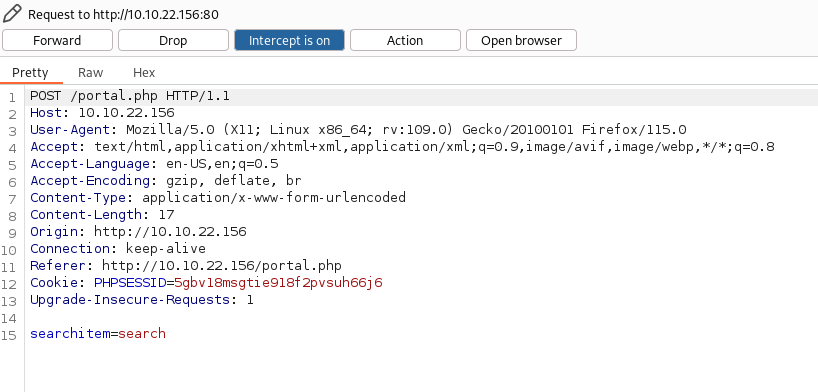 Request to http://10.10.22.156:80
Forward Drop Intercept is on Action Open browser
Pretty Raw Hex
1 POST /portal.php HTTP/1.1
2 Host: 10.10.22.156
3 User-Agent: Mozilla/5.0 (X11; Linux x86_64; rv:109.0) Gecko/20100101 Firefox/115.0
4 Accept: text/html,application/xhtml+xml,application/xml;q=0.9,image/avif,image/webp,*/*;q=0.8
5 Accept-Language: en-US,en;q=0.5
6 Accept-Encoding: gzip, deflate, br
7 Content-Type: application/x-www-form-urlencoded
8 Content-Length: 17
9 Origin: http://10.10.22.156
10 Connection: keep-alive
11 Referer: http://10.10.22.156/portal.php
12 Cookie: PHPSESSID=5gbv18msgtie918f2pvsuh66j6
13 Upgrade-Insecure-Requests: 1
14
15 searchitem=search